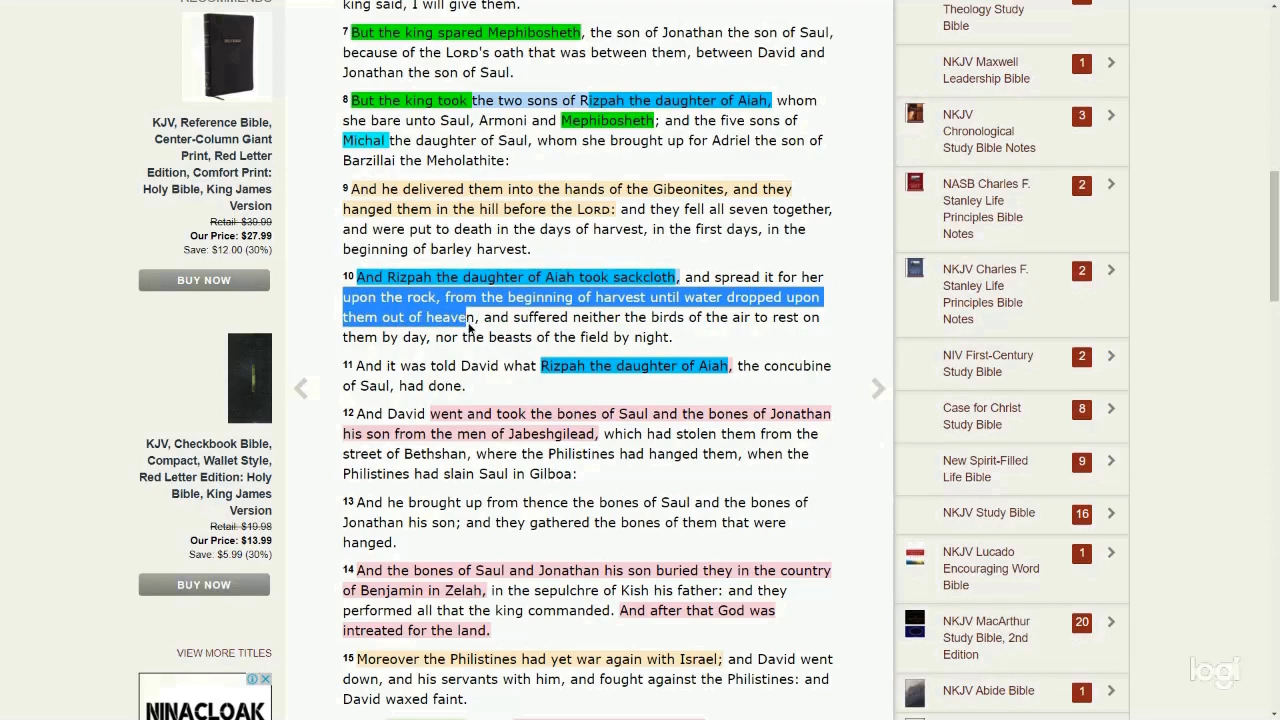 RECOMMENDS
KJV, Reference Bible,
Center-Column Giant
Print, Red Letter
Edition, Comfort Print:
Holy Bible, King James
Version
Retail: $39.99
Our Price: $27.99
Save: $12.00 (30%)
BUY NOW
KJV, Checkbook Bible,
Compact, Wallet Style,
Red Letter Edition: Holy
Bible, King James
Version
Retail: $19.98
Our Price: $13.99
Save: $5.99 (30%)
BUY NOW
VIEW MORE TITLES
NINACLOAK
king said, I will give them.
7 But the king spared Mephibosheth, the son of Jonathan the son of Saul,
because of the LORD's oath that was between them, between David and
Jonathan the son of Saul.
8 But the king took the two sons of Rizpah the daughter of Aiah, whom
she bare unto Saul, Armoni and Mephibosheth; and the five sons of
Michal the daughter of Saul, whom she brought up for Adriel the son of
Barzillai the Meholathite:
9 And he delivered them into the hands of the Gibeonites, and they
hanged them in the hill before the LORD: and they fell all seven together,
and were put to death in the days of harvest, in the first days, in the
beginning of barley harvest.
10 And Rizpah the daughter of Aiah took sackcloth, and spread it for her
upon the rock, from the beginning of harvest until water dropped upon
them out of heaven, and suffered neither the birds of the air to rest on
them by day, nor the beasts of the field by night.
11 And it was told David what Rizpah the daughter of Aiah, the concubine
of Saul, had done.
12 And David went and took the bones of Saul and the bones of Jonathan
his son from the men of Jabeshgilead, which had stolen them from the
street of Bethshan, where the Philistines had hanged them, when the
Philistines had slain Saul in Gilboa:
13 And he brought up from thence the bones of Saul and the bones of
Jonathan his son; and they gathered the bones of them that were
hanged.
14 And the bones of Saul and Jonathan his son buried they in the country
of Benjamin in Zelah, in the sepulchre of Kish his father: and they
performed all that the king commanded. And after that God was
intreated for the land.
15 Moreover the Philistines had yet war again with Israel; and David went
down, and his servants with him, and fought against the Philistines: and
David waxed faint.
Theology Study
Bible
NKJV Maxwell
Leadership Bible
1
NKJV
Chronological
Study Bible Notes
3
NASB Charles F.
Stanley Life
Principles Bible
Notes
2
NKJV Charles F.
Stanley Life
Principles Bible
Notes
2
NIV First-Century
Study Bible
2
Case for Christ
Study Bible
8
New Spirit-Filled
Life Bible
9
NKJV Study Bible
16
NKJV Lucado
Encouraging Word
Bible
1
NKJV MacArthur
Study Bible, 2nd
Edition
20
NKJV Abide Bible
1
logi